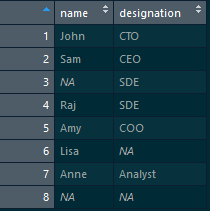 name designation
1 John CTO
2 Sam CEO
3 NA SDE
4 Raj SDE
5 Amy COO
6 Lisa NA
7 Anne Analyst
8 NA NA